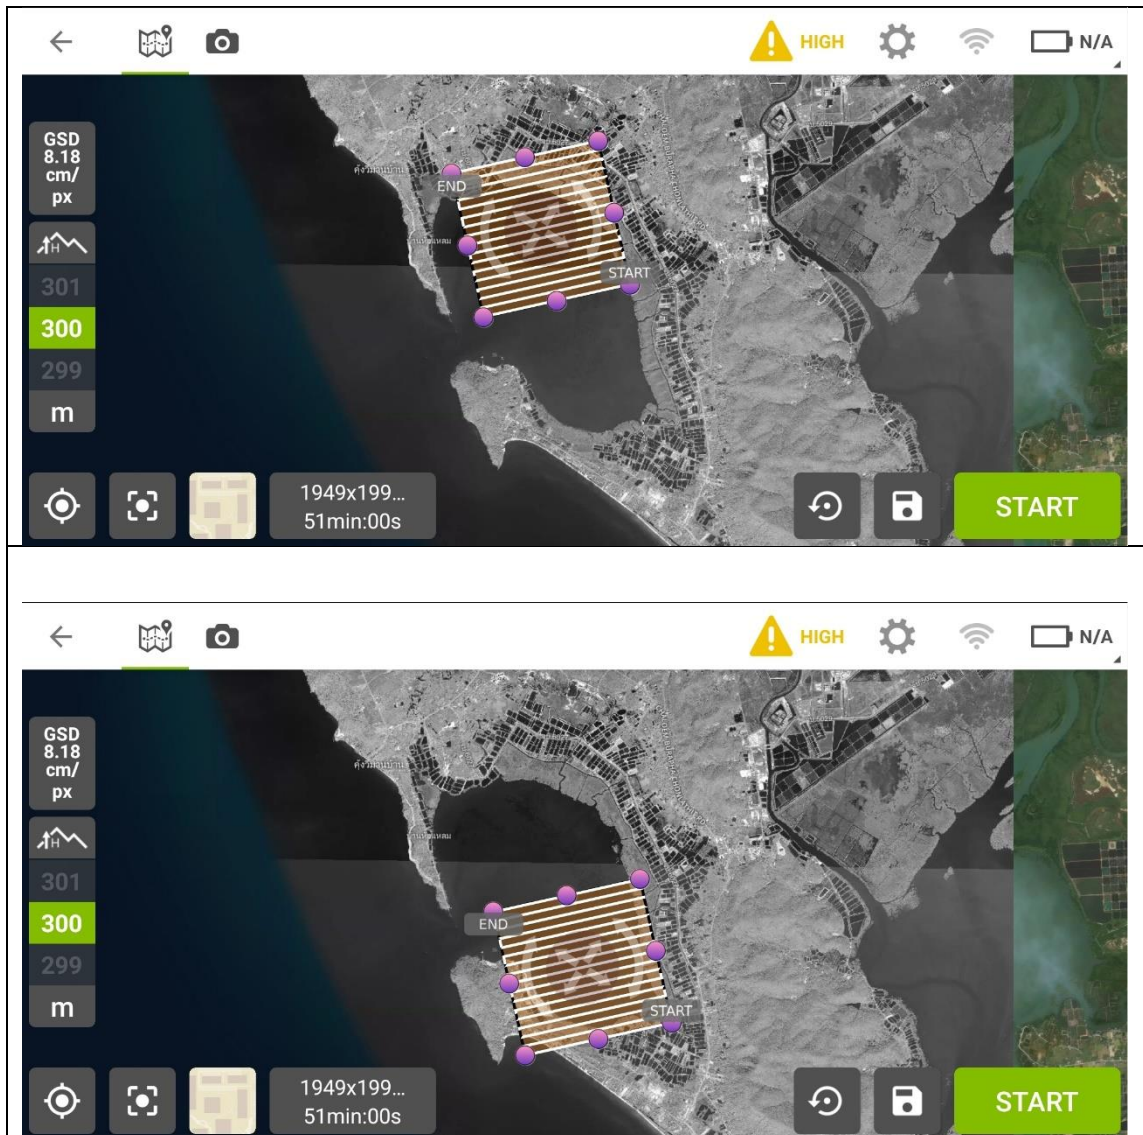 HIGH
N/A
GSD
8.18
cm/
px
H
301
300
299
m
END
START
1949x199...
51min:00s
START
HIGH
N/A
GSD
8.18
cm/
px
H
301
300
299
m
END
START
1949x199...
51min:00s
START